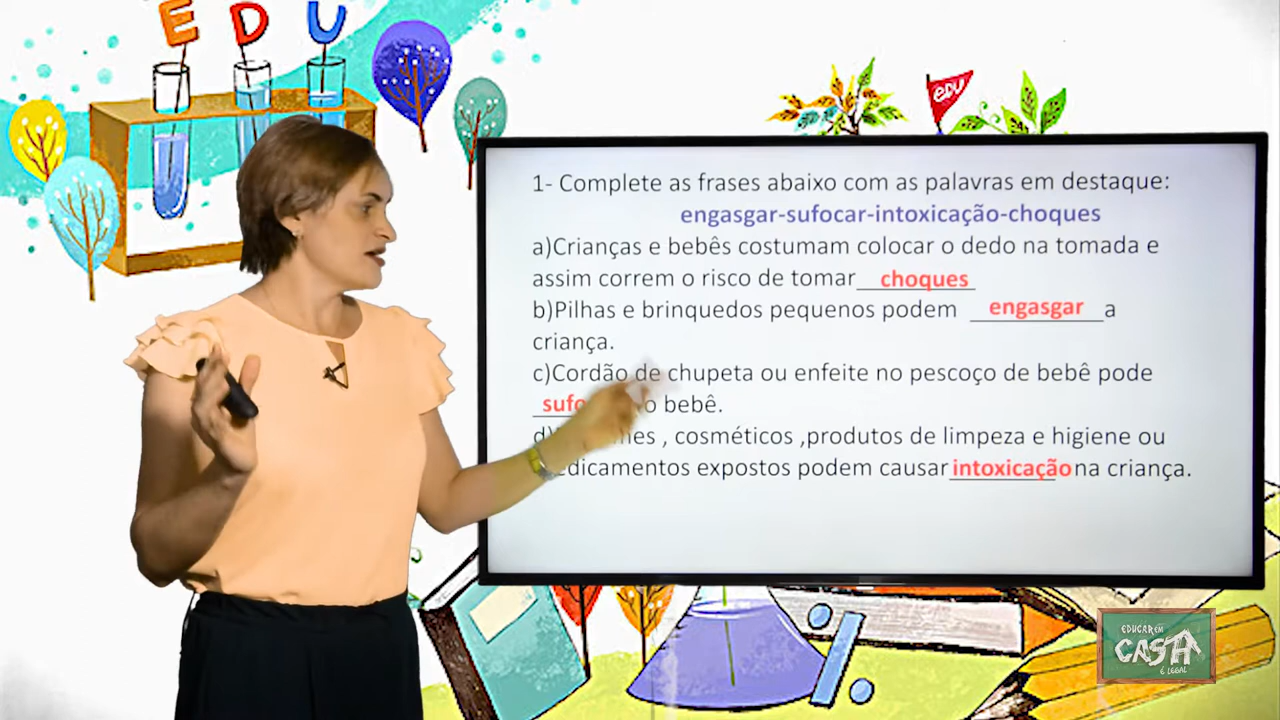 EDU
EDU
1- Complete as frases abaixo com as palavras em destaque:
engasgar-sufocar-intoxicação-choques
a)Crianças e bebês costumam colocar o dedo na tomada e
assim correm o risco de tomar choques
b)Pilhas e brinquedos pequenos podem engasgar a
criança.
c)Cordão de chupeta ou enfeite no pescoço de bebê pode
o bebê.
d) , cosméticos ,produtos de limpeza e higiene ou
expostos podem causar intoxicação na criança.
EDUCAR EM
CASA
É LEGAL